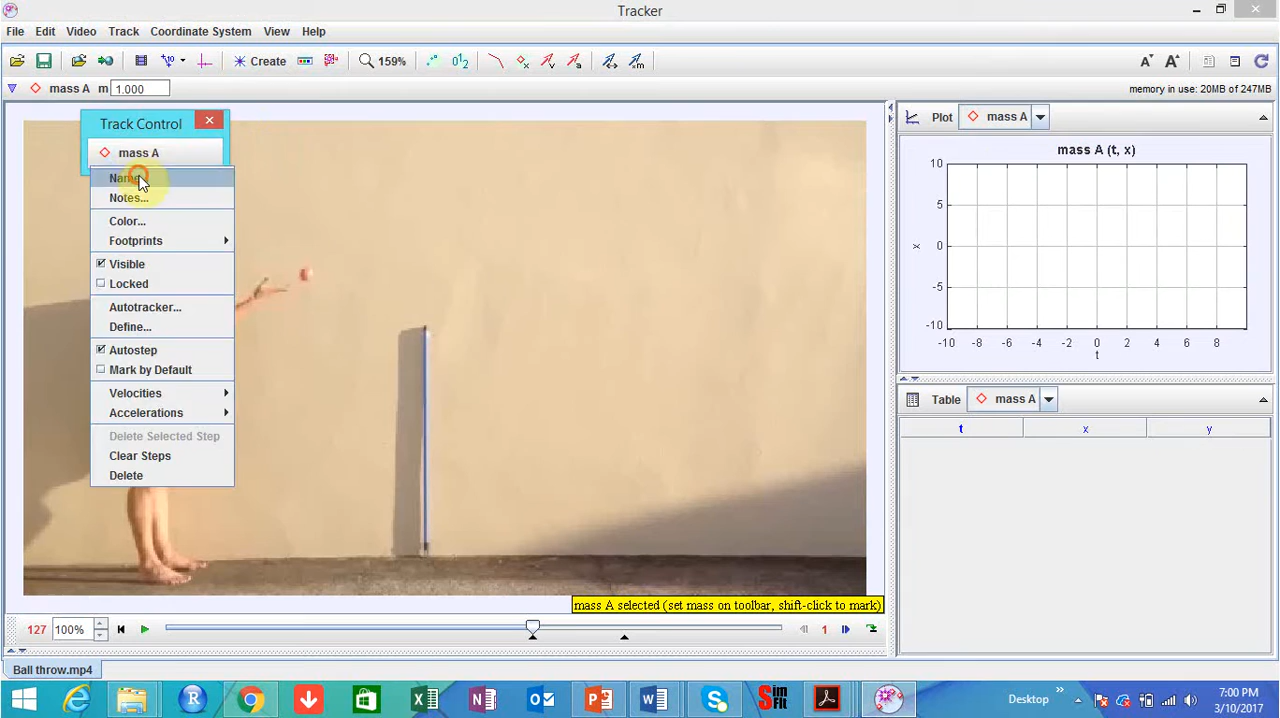 Tracker
File Edit Video Track Coordinate System View Help
Create 159%
mass A m 1.000 memory in use: 20MB of 247MB
Track Control
mass A
Name...
Notes...
Color...
Footprints
Visible
Locked
Autotracker...
Define...
Autostep
Mark by Default
Velocities
Accelerations
Delete Selected Step
Clear Steps
Delete
Plot mass A
mass A (t, x)
10
5
0
-5
-10
x
-10 -8 -6 -4 -2 0 2 4 6 8
t
Table mass A
t x y
mass A selected (set mass on toolbar, shift-click to mark)
127 100% 1
Ball throw.mp4
Desktop
7:00 PM
3/10/2017